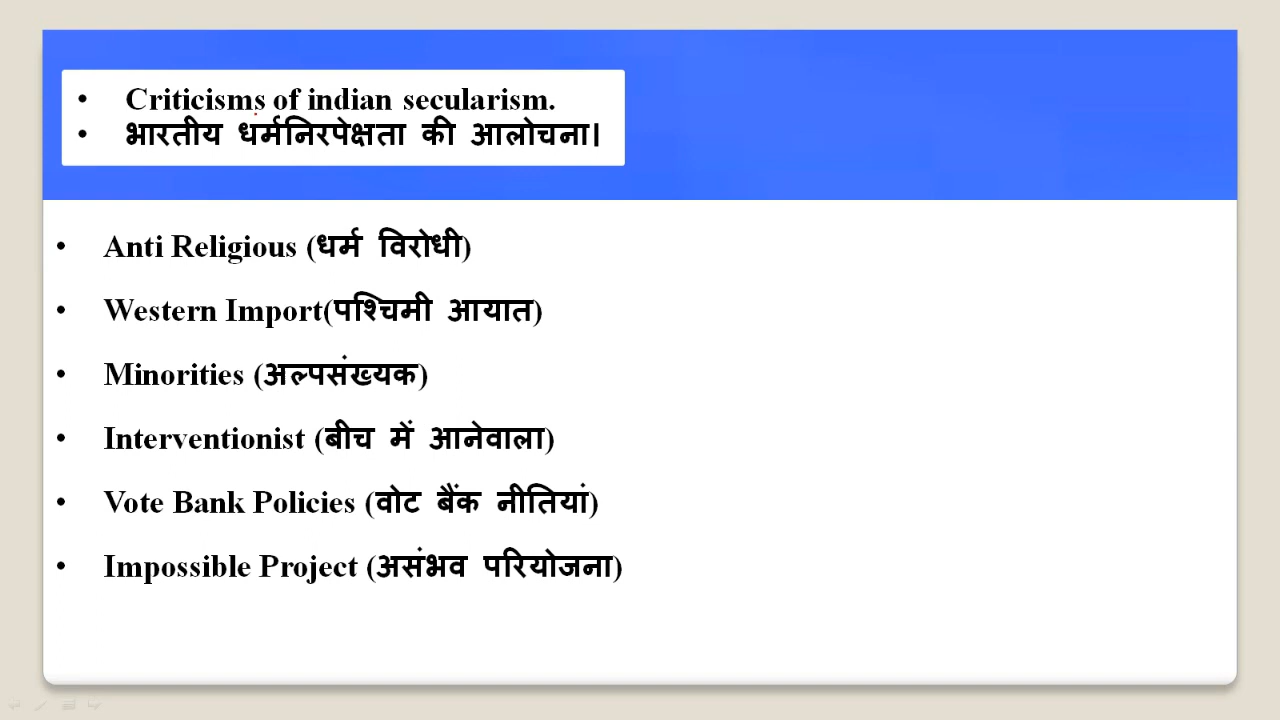 • Criticisms of indian secularism.
• भारतीय धर्मनिरपेक्षता की आलोचना।
• Anti Religious (धर्म विरोधी)
• Western Import(पश्चिमी आयात)
• Minorities (अल्पसंख्यक)
• Interventionist (बीच में आनेवाला)
• Vote Bank Policies (वोट बैंक नीतियां)
• Impossible Project (असंभव परियोजना)